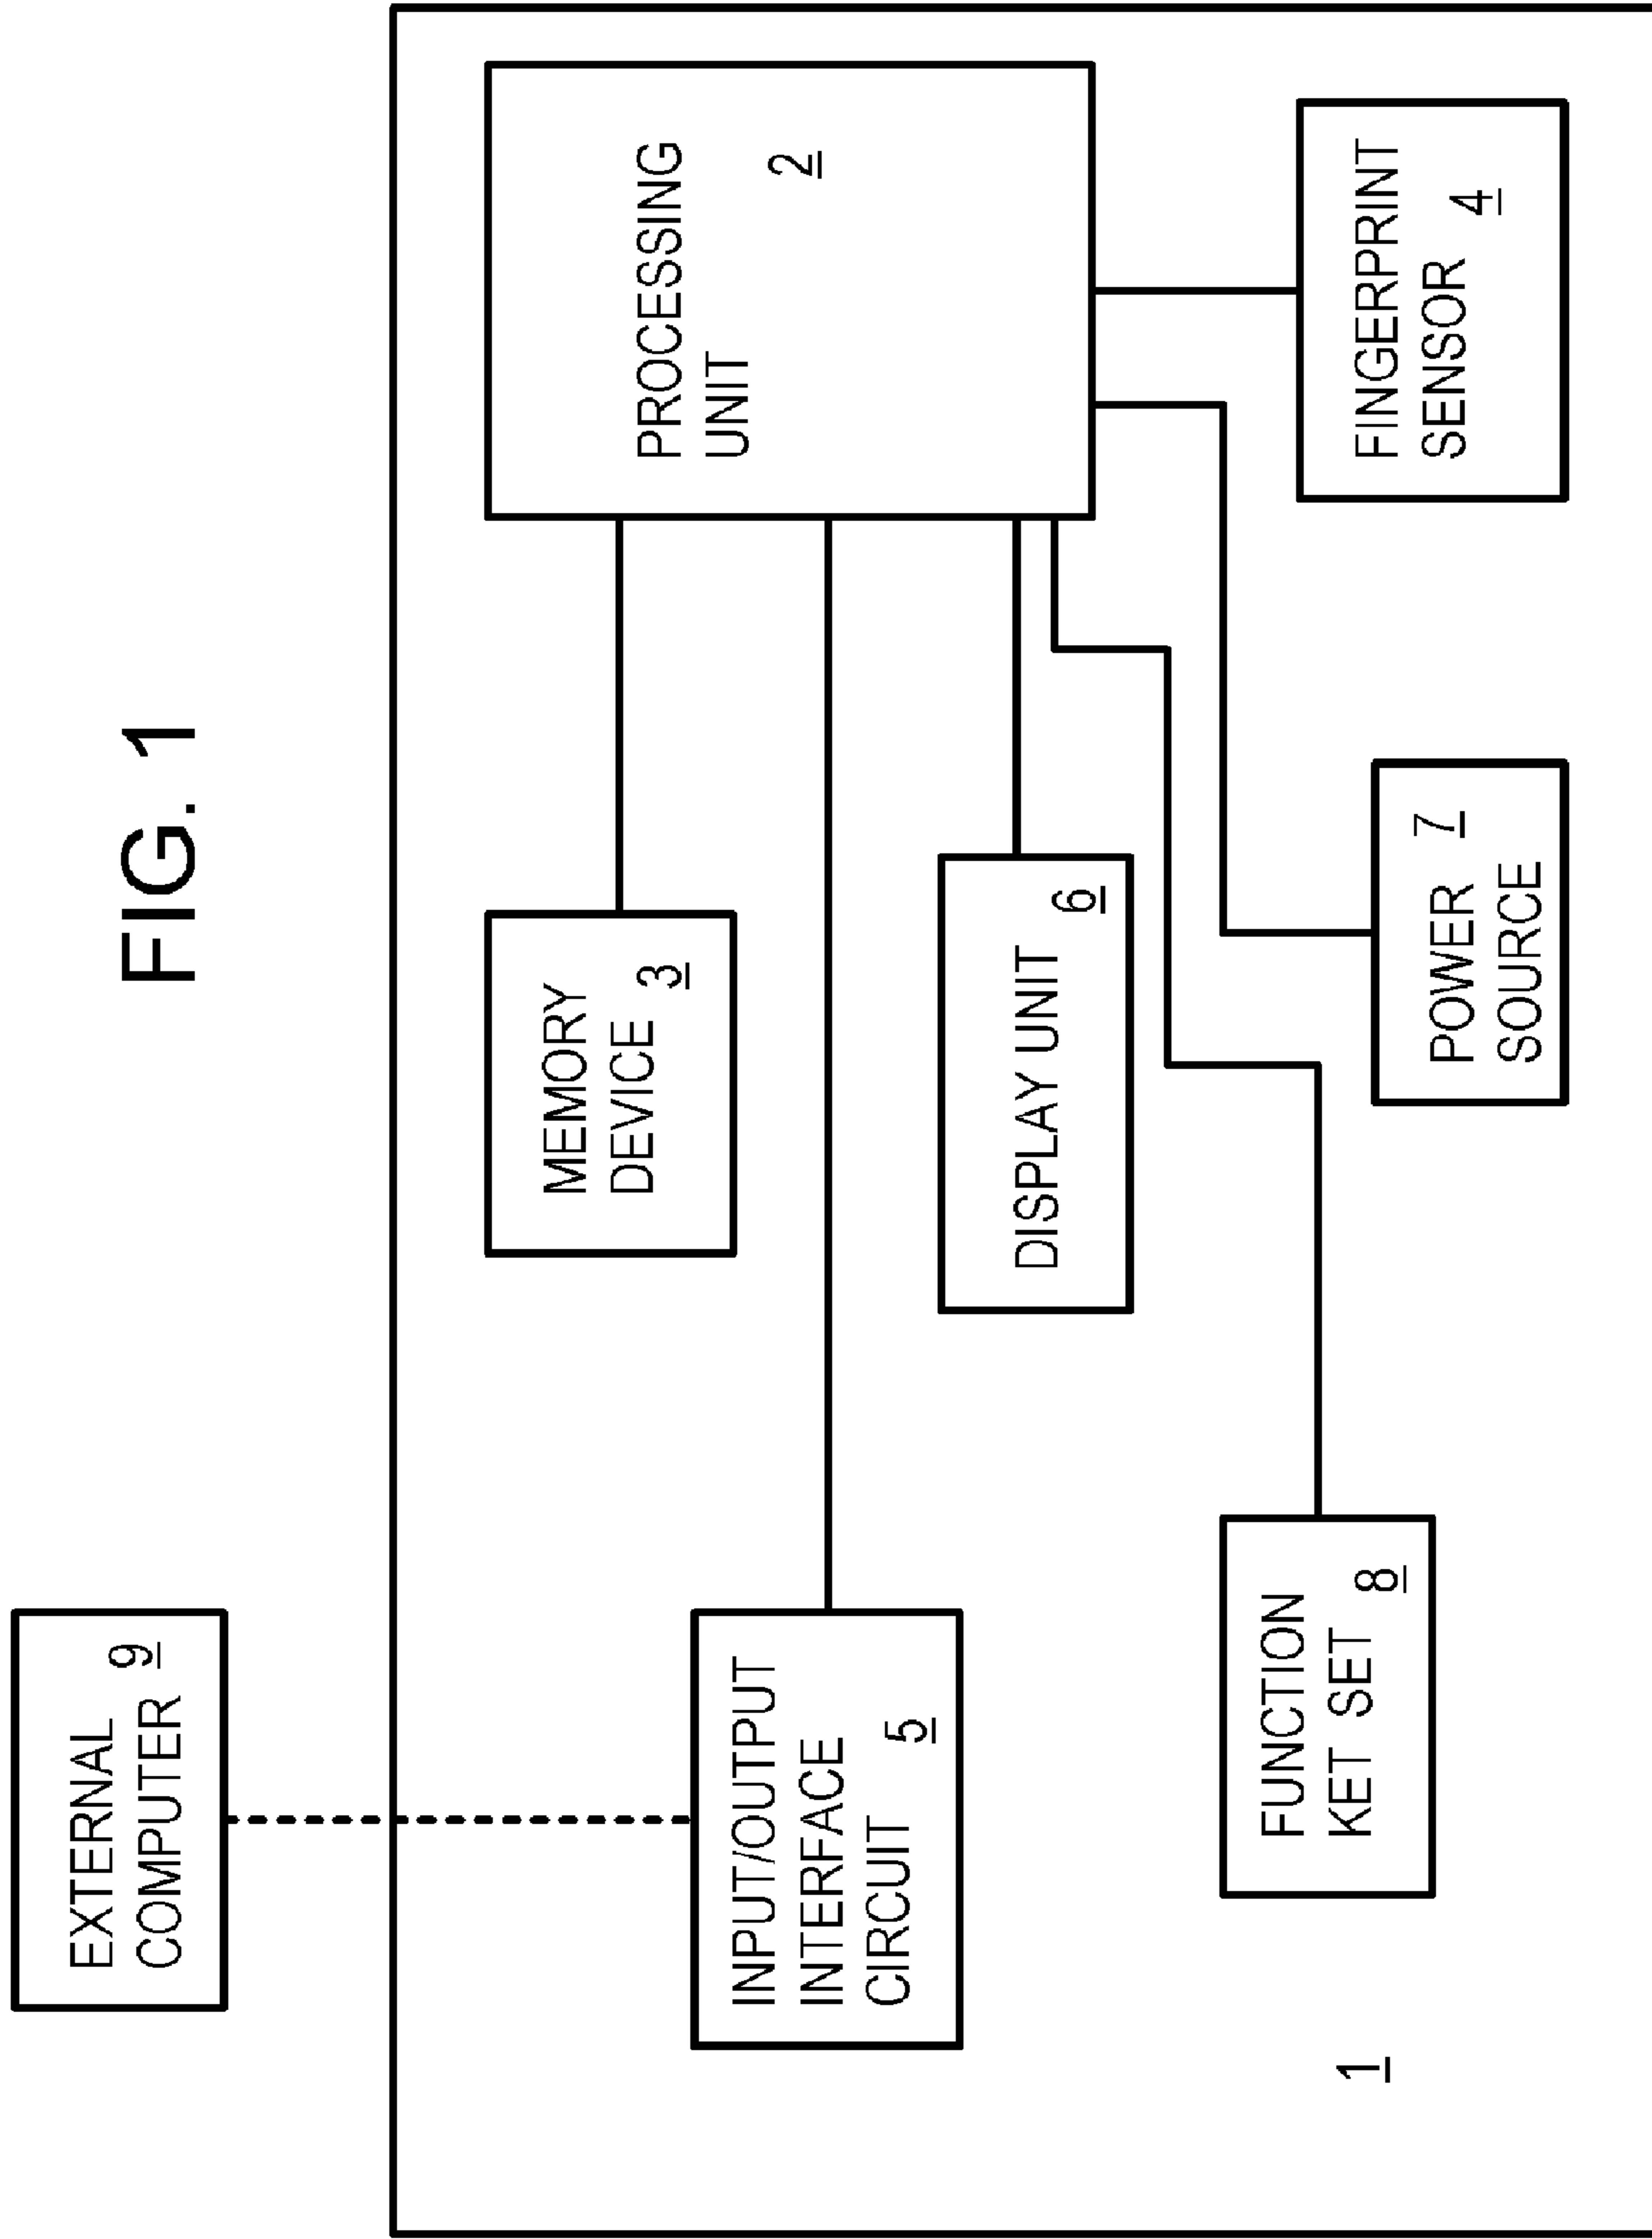 FIG. 1
EXTERNAL
COMPUTER 9
MEMORY
DEVICE 3
PROCESSING
UNIT
2
INPUT/OUTPUT
INTERFACE
CIRCUIT 5
DISPLAY UNIT
6
FUNCTION
KET SET 8
POWER 7
SOURCE
FINGERPRINT
SENSOR 4
1